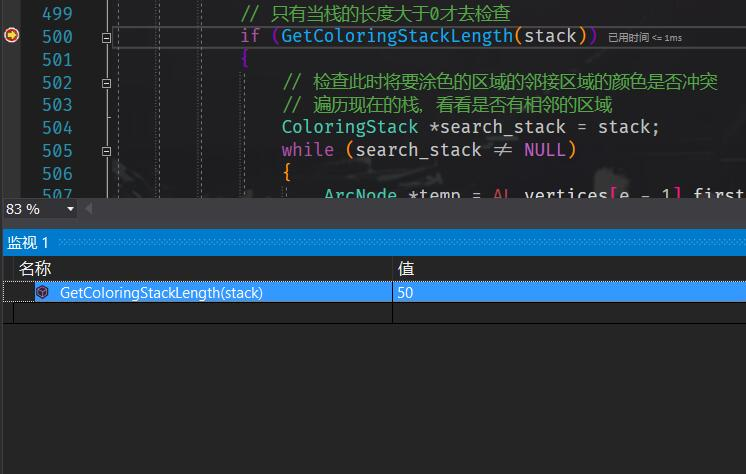 499 // 只有当栈的长度大于0才去检查
500 if (GetColoringStackLength(stack)) 已用时间 <= 1ms
501 {
502 // 检查此时将要涂色的区域的邻接区域的颜色是否冲突
503 // 遍历现在的栈，看看是否有相邻的区域
504 ColoringStack *search_stack = stack;
505 while (search_stack ≠ NULL)
506 {
507 ArcNode *temp = AL.vertices[e - 1].first
83 %
监视 1
名称 值
GetColoringStackLength(stack) 50